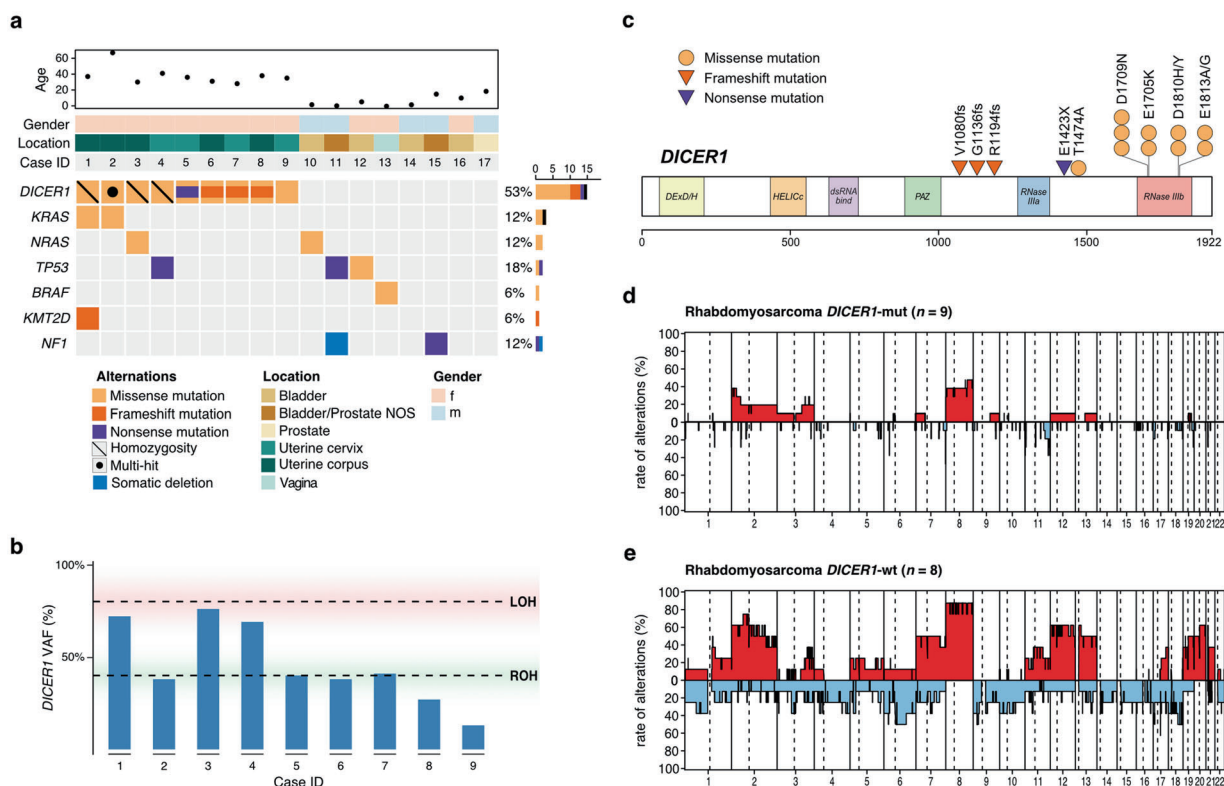 a
Age
60
40
20
0
Gender
Location
Case ID 1 2 3 4 5 6 7 8 9 10 11 12 13 14 15 16 17
0 5 10 15
DICER1 53%
KRAS 12%
NRAS 12%
TP53 18%
BRAF 6%
KMT2D 6%
NF1 12%
Alternations
Missense mutation
Frameshift mutation
Nonsense mutation
Homozygosity
Multi-hit
Somatic deletion
Location
Bladder
Bladder/Prostate NOS
Prostate
Uterine cervix
Uterine corpus
Vagina
Gender
f
m
b
DICER1 VAF (%)
100%
50%
LOH
ROH
1 2 3 4 5 6 7 8 9
Case ID
c
Missense mutation
Frameshift mutation
Nonsense mutation
DICER1
V1080fs
G1136fs
R1194fs
E1423X
T1474A
D1709N
E1705K
D1810H/Y
E1813A/G
DExD/H
HELICc
dsRNA
bind
PAZ
RNase
IIIa
RNase IIIb
0 500 1000 1500 1922
d
Rhabdomyosarcoma DICER1-mut (n = 9)
rate of alterations (%)
100
80
60
40
20
0
20
40
60
80
100
1 2 3 4 5 6 7 8 9 10 11 12 13 14 15 16 17 18 19 20 21 22
e
Rhabdomyosarcoma DICER1-wt (n = 8)
rate of alterations (%)
100
80
60
40
20
0
20
40
60
80
100
1 2 3 4 5 6 7 8 9 10 11 12 13 14 15 16 17 18 19 20 21 22